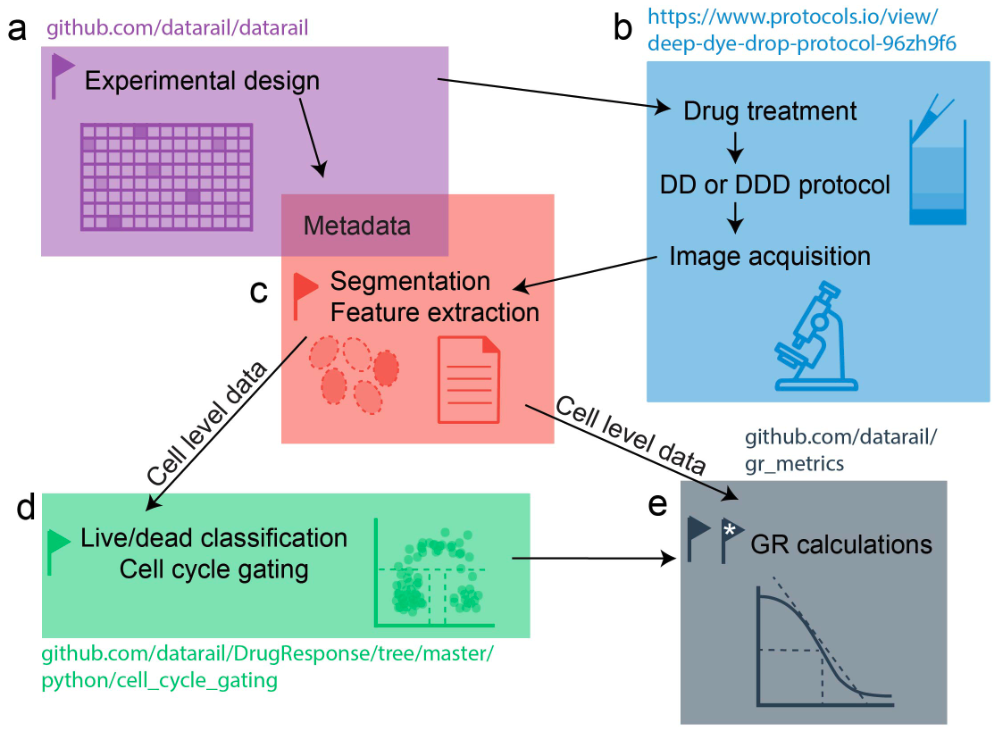 a
github.com/datarail/datarail
Experimental design
Metadata
b
https://www.protocols.io/view/
deep-dye-drop-protocol-96zh9f6
Drug treatment
DD or DDD protocol
Image acquisition
c
Segmentation
Feature extraction
Cell level data
Cell level data
d
Live/dead classification
Cell cycle gating
github.com/datarail/DrugResponse/tree/master/
python/cell_cycle_gating
github.com/datarail/
gr_metrics
e
*
GR calculations